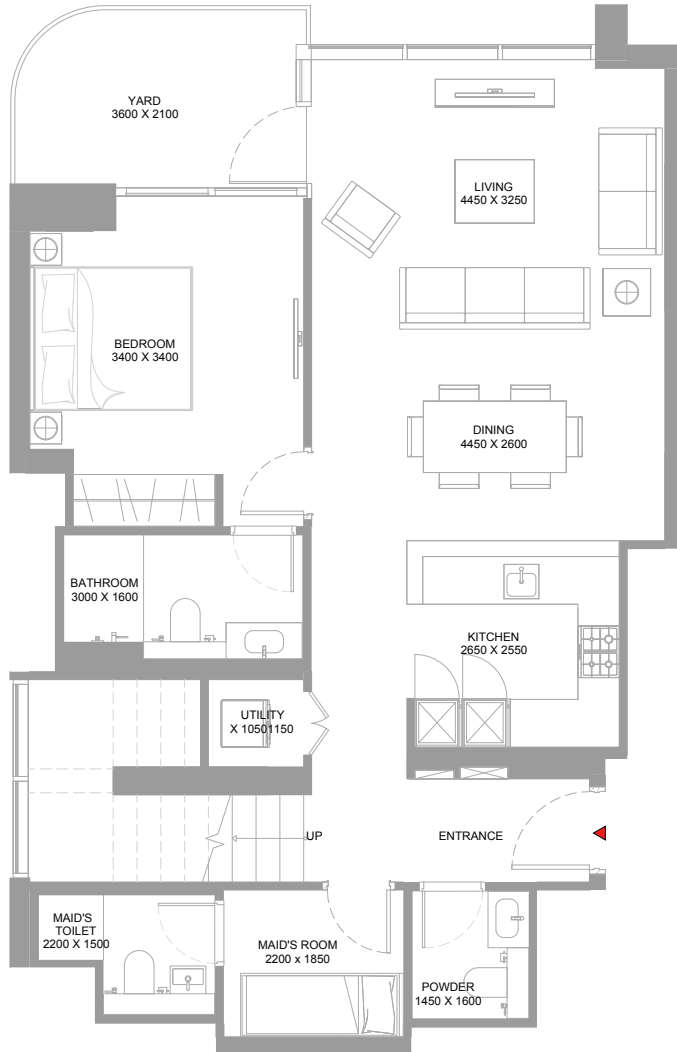 YARD
3600 X 2100
LIVING
4450 X 3250
BEDROOM
3400 X 3400
DINING
4450 X 2600
BATHROOM
3000 X 1600
KITCHEN
2650 X 2550
UTILITY
X 10501150
UP
ENTRANCE
MAID'S
TOILET
2200 X 1500
MAID'S ROOM
2200 x 1850
POWDER
1450 X 1600